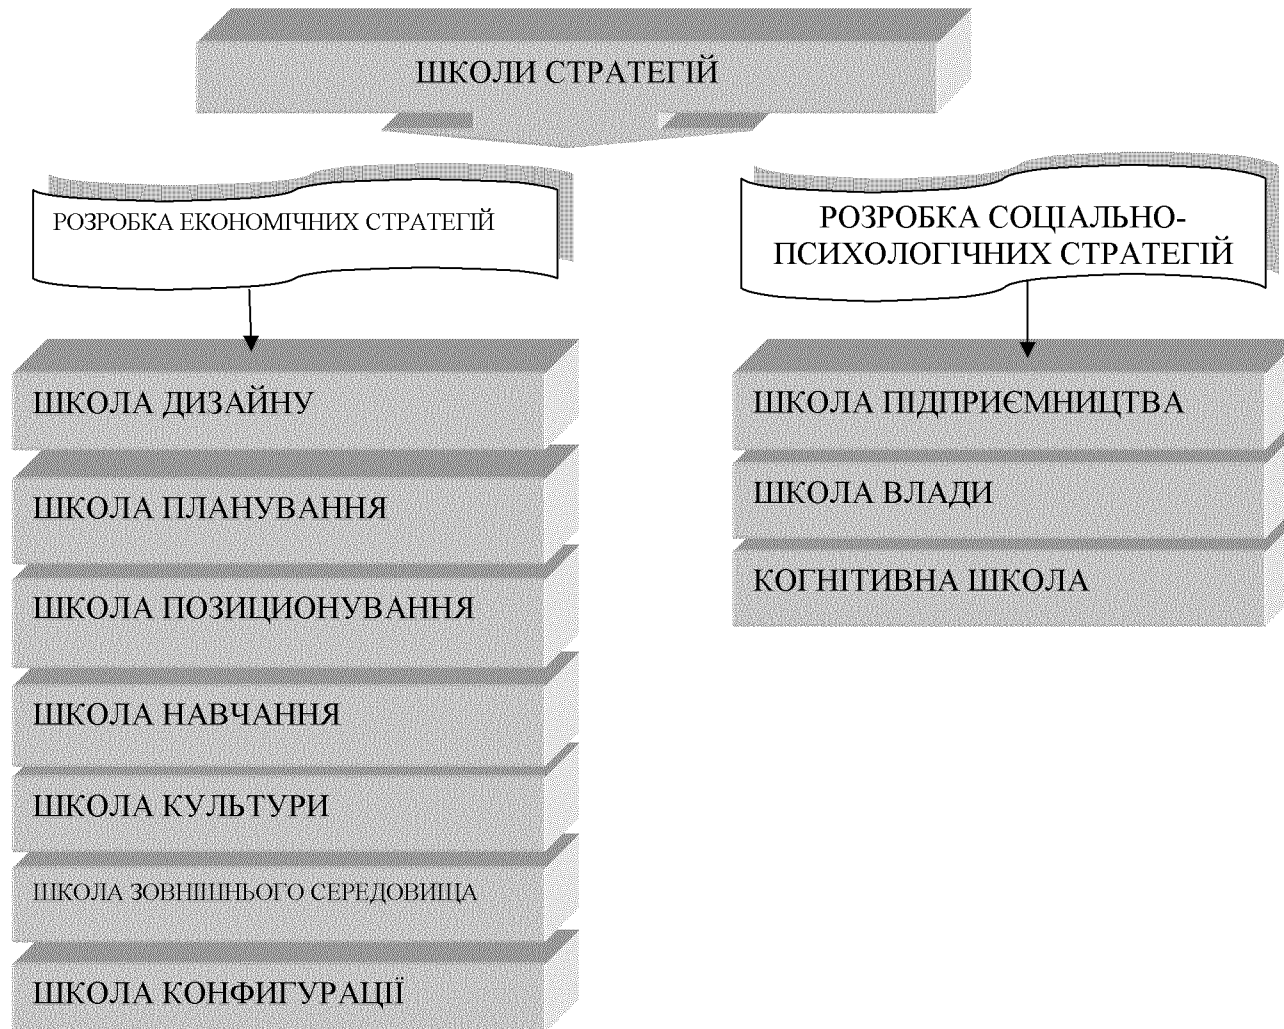 ШКОЛИ СТРАТЕГІЙ
РОЗРОБКА ЕКОНОМІЧНИХ СТРАТЕГІЙ
ШКОЛА ДИЗАЙНУ
ШКОЛА ПЛАНУВАННЯ
ШКОЛА ПОЗИЦИОНУВАННЯ
ШКОЛА НАВЧАННЯ
ШКОЛА КУЛЬТУРИ
ШКОЛА ЗОВНІШНЬОГО СЕРЕДОВИЩА
ШКОЛА КОНФИГУРАЦІЇ
РОЗРОБКА СОЦІАЛЬНО-
ПСИХОЛОГІЧНИХ СТРАТЕГІЙ
ШКОЛА ПІДПРИЄМНИЦТВА
ШКОЛА ВЛАДИ
КОГНІТИВНА ШКОЛА